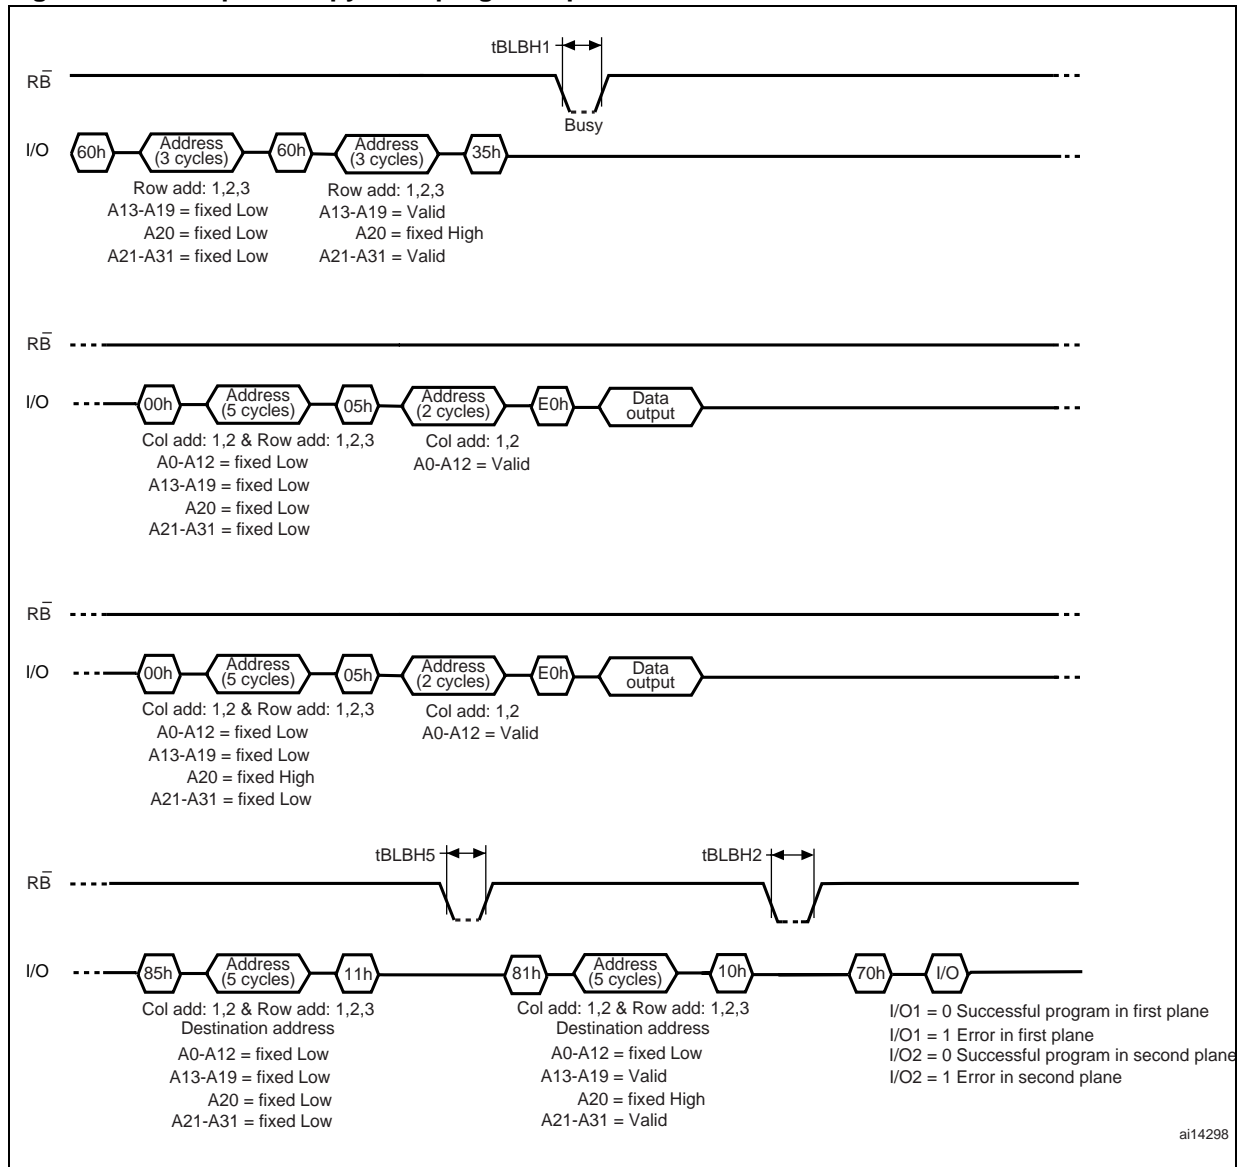 tBLBH1
RB
Busy
I/O
60h
Address
(3 cycles)
60h
Address
(3 cycles)
35h
Row add: 1,2,3
A13-A19 = fixed Low
A20 = fixed Low
A21-A31 = fixed Low
Row add: 1,2,3
A13-A19 = Valid
A20 = fixed High
A21-A31 = Valid
RB
I/O
00h
Address
(5 cycles)
05h
Address
(2 cycles)
E0h
Data
output
Col add: 1,2 & Row add: 1,2,3
A0-A12 = fixed Low
A13-A19 = fixed Low
A20 = fixed Low
A21-A31 = fixed Low
Col add: 1,2
A0-A12 = Valid
RB
I/O
00h
Address
(5 cycles)
05h
Address
(2 cycles)
E0h
Data
output
Col add: 1,2 & Row add: 1,2,3
A0-A12 = fixed Low
A13-A19 = fixed Low
A20 = fixed High
A21-A31 = fixed Low
Col add: 1,2
A0-A12 = Valid
tBLBH5
tBLBH2
RB
I/O
85h
Address
(5 cycles)
11h
81h
Address
(5 cycles)
10h
70h
I/O
Col add: 1,2 & Row add: 1,2,3
Destination address
A0-A12 = fixed Low
A13-A19 = fixed Low
A20 = fixed Low
A21-A31 = fixed Low
Col add: 1,2 & Row add: 1,2,3
Destination address
A0-A12 = fixed Low
A13-A19 = Valid
A20 = fixed High
A21-A31 = Valid
I/O1 = 0 Successful program in first plane
I/O1 = 1 Error in first plane
I/O2 = 0 Successful program in second plane
I/O2 = 1 Error in second plane
ai14298